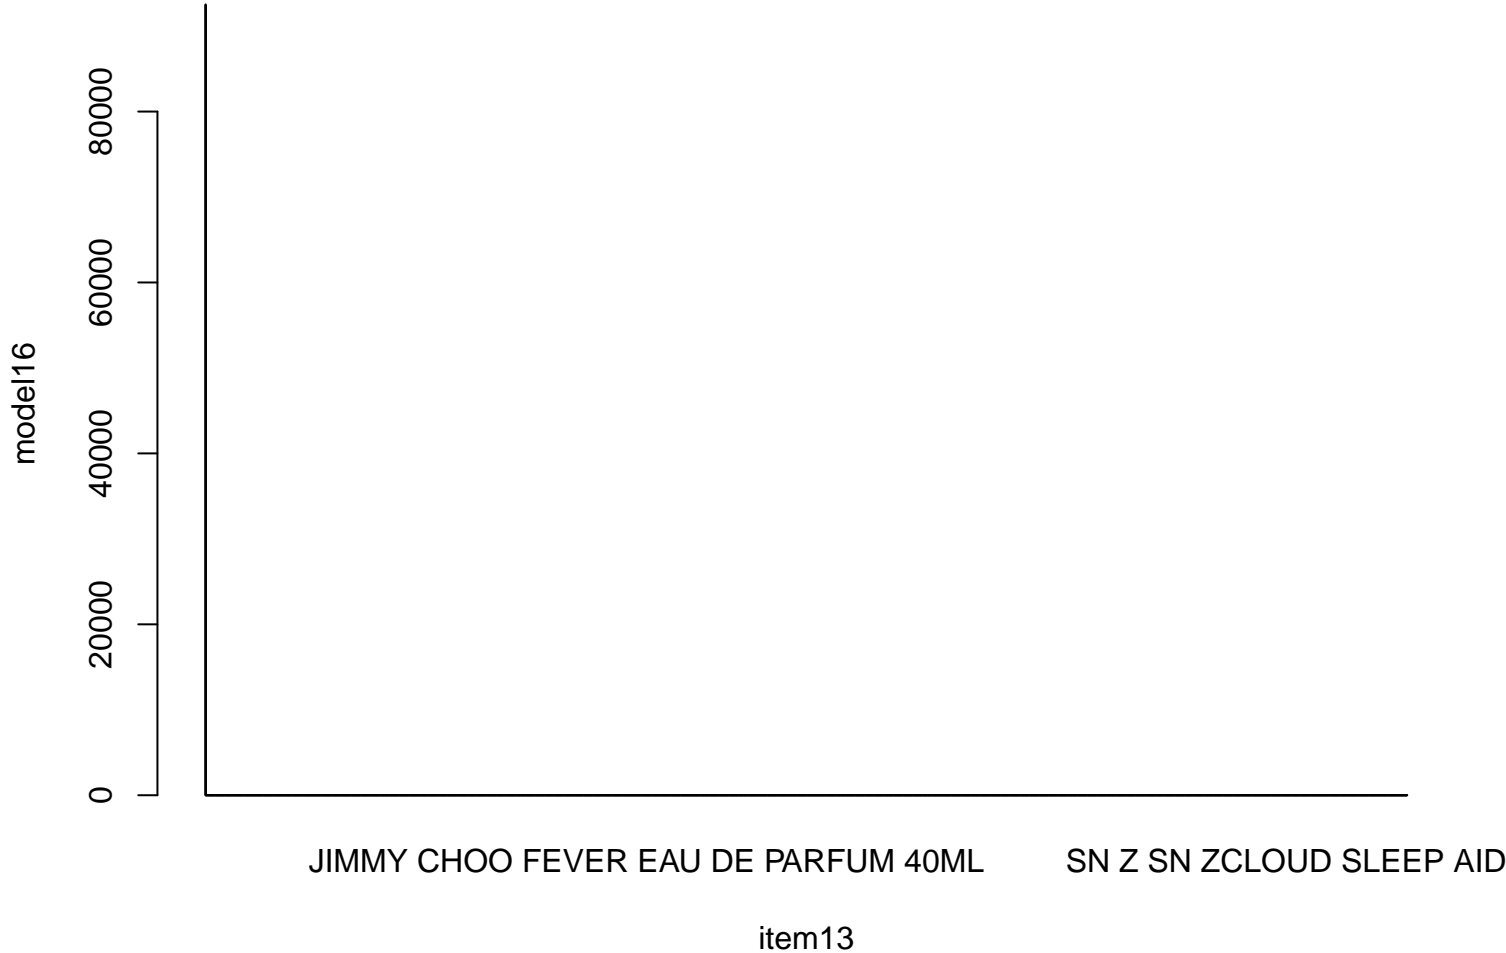 80000
60000
40000
20000
0
model16
JIMMY CHOO FEVER EAU DE PARFUM 40ML
SN Z SN ZCLOUD SLEEP AID
item13